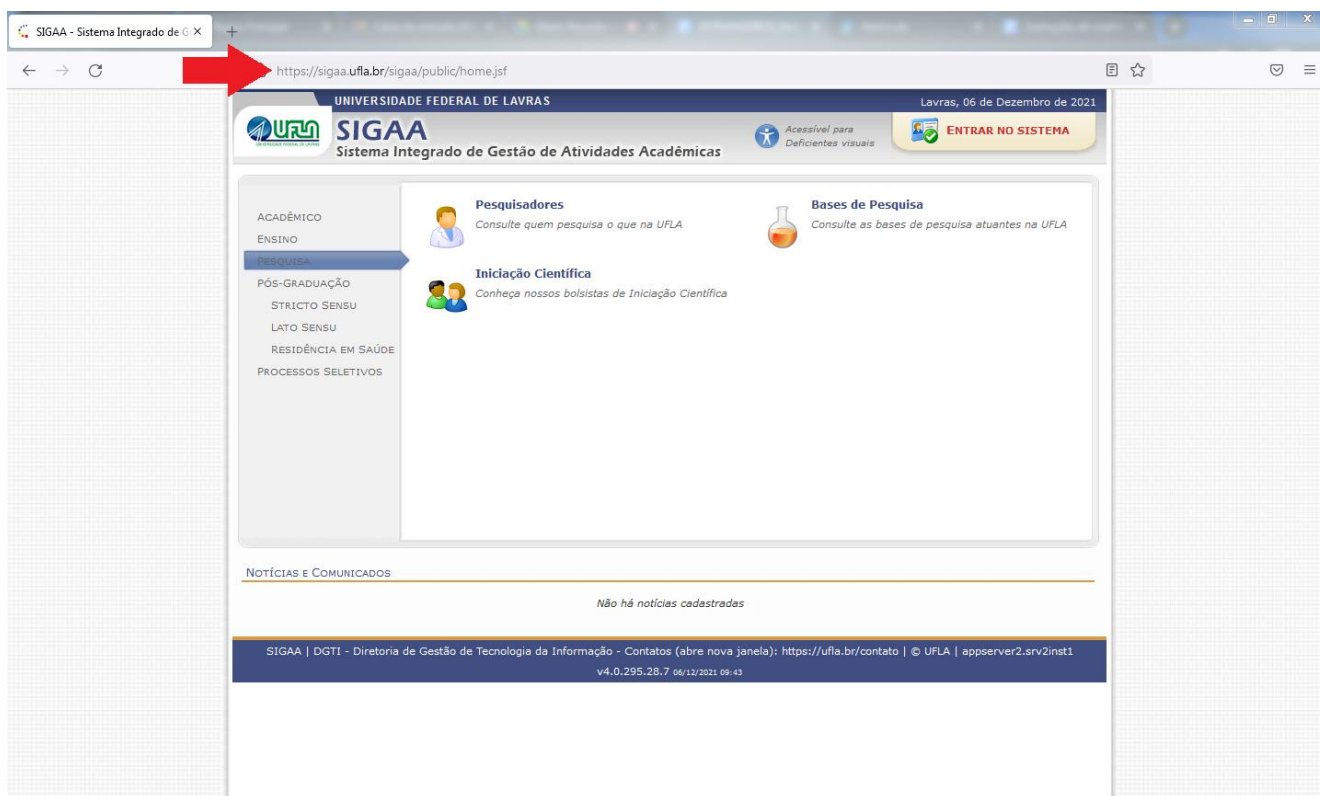 SIGAA - Sistema Integrado de G
https://sigaa.ufla.br/sigaa/public/home.jsf
UNIVERSIDADE FEDERAL DE LAVRAS
Lavras, 06 de Dezembro de 2021
UFLA
SIGAA
Sistema Integrado de Gestão de Atividades Acadêmicas
Acessível para
Deficientes visuais
ENTRAR NO SISTEMA
ACADÊMICO
ENSINO
PESQUISA
PÓS-GRADUAÇÃO
STRICTO SENSU
LATO SENSU
RESIDÊNCIA EM SAÚDE
PROCESSOS SELETIVOS
Pesquisadores
Consulte quem pesquisa o que na UFLA
Bases de Pesquisa
Consulte as bases de pesquisa atuantes na UFLA
Iniciação Científica
Conheça nossos bolsistas de Iniciação Científica
NOTÍCIAS E COMUNICADOS
Não há notícias cadastradas
SIGAA | DGTI - Diretoria de Gestão de Tecnologia da Informação - Contatos (abre nova janela): https://ufla.br/contato | © UFLA | appserver2.srv2inst1
v4.0.295.28.7 06/12/2021 09:43